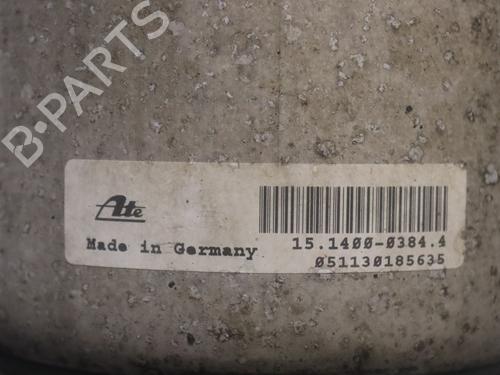 B-PARTS
Ate
Made in Germany
15.1400-0384.4
051130185635